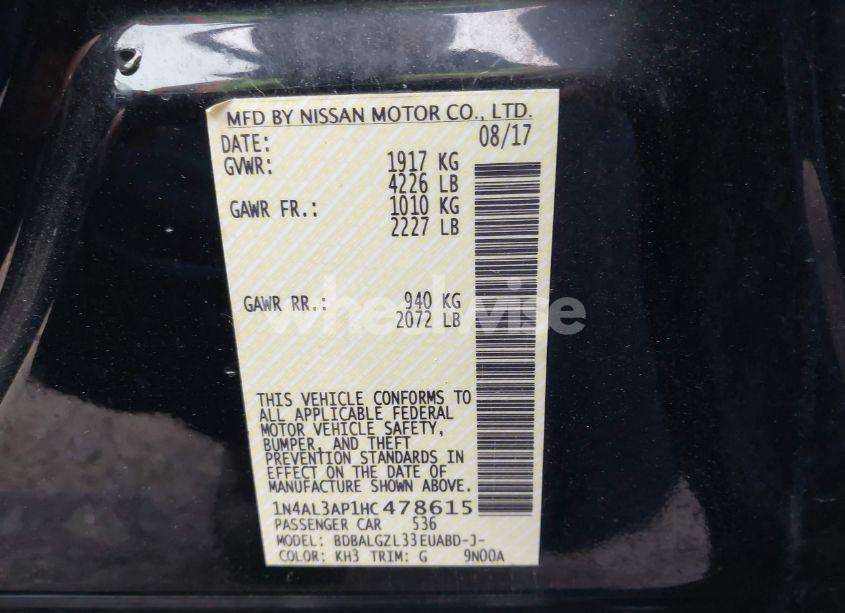 MFD BY NISSAN MOTOR CO., LTD.
DATE: 08/17
GVWR: 1917 KG
4226 LB
GAWR FR.: 1010 KG
2227 LB
GAWR RR.: 940 KG
2072 LB
wheelwise
THIS VEHICLE CONFORMS TO
ALL APPLICABLE FEDERAL
MOTOR VEHICLE SAFETY,
BUMPER, AND THEFT
PREVENTION STANDARDS IN
EFFECT ON THE DATE OF
MANUFACTURE SHOWN ABOVE.
1N4AL3AP1HC478615
PASSENGER CAR 536
MODEL: BDBALGZL33EUABD-J-
COLOR: KH3 TRIM: G 9N00A